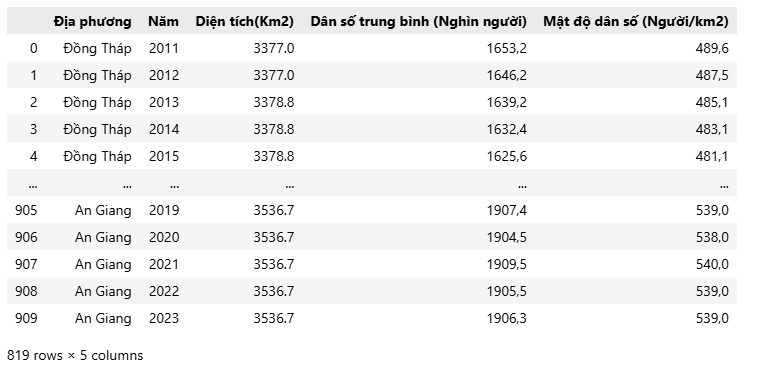 Địa phương Năm Diện tích(Km2) Dân số trung bình (Nghìn người) Mật độ dân số (Người/km2)
0 Đồng Tháp 2011 3377.0 1653,2 489,6
1 Đồng Tháp 2012 3377.0 1646,2 487,5
2 Đồng Tháp 2013 3378.8 1639,2 485,1
3 Đồng Tháp 2014 3378.8 1632,4 483,1
4 Đồng Tháp 2015 3378.8 1625,6 481,1
... ... ... ... ... ...
905 An Giang 2019 3536.7 1907,4 539,0
906 An Giang 2020 3536.7 1904,5 538,0
907 An Giang 2021 3536.7 1909,5 540,0
908 An Giang 2022 3536.7 1905,5 539,0
909 An Giang 2023 3536.7 1906,3 539,0
819 rows × 5 columns